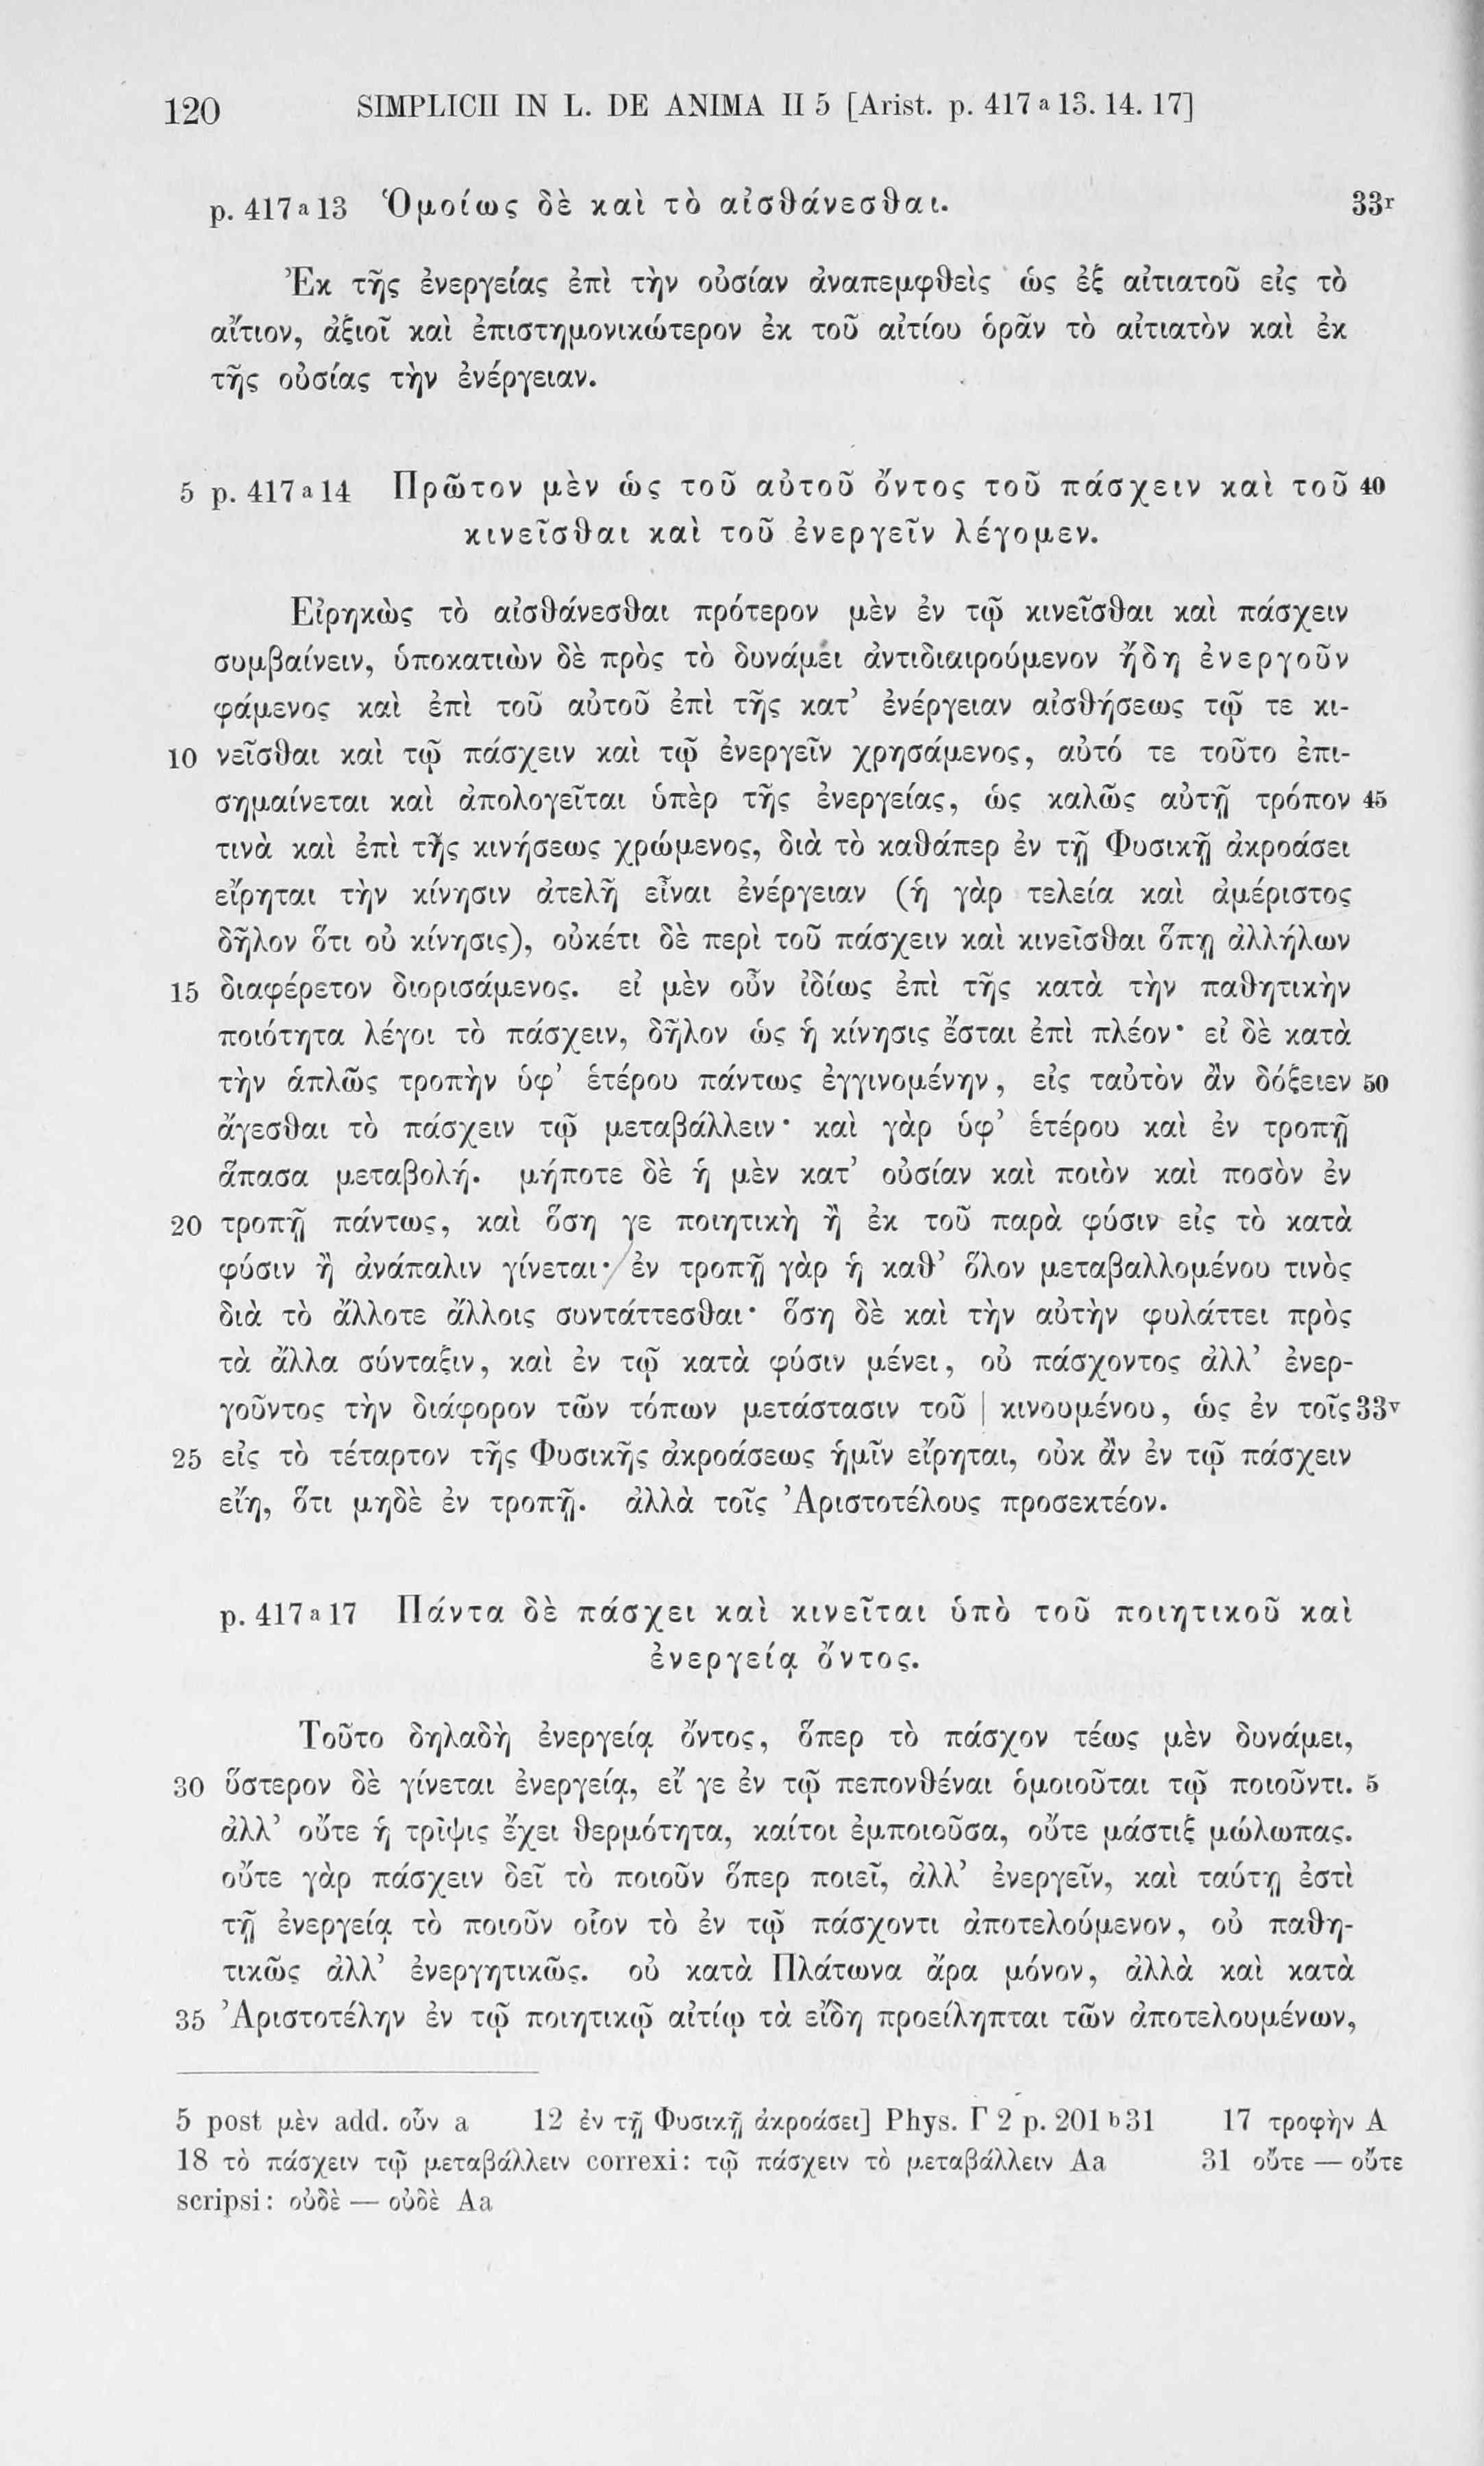 120 SIMPLICII IN L. DE ANIMA II 5 [Arist. p. 417 a 13. 14. 17]
p. 417 a 13 Ὁμοίως δὲ καὶ τὸ αἰσθάνεσθαι. 33r
Ἐκ τῆς ἐνεργείας ἐπὶ τὴν οὐσίαν ἀναπεμφθεὶς ὡς ἐξ αἰτιατοῦ εἰς τὸ
αἴτιον, ἀξιοῖ καὶ ἐπιστημονικώτερον ἐκ τοῦ αἰτίου ὁρᾶν τὸ αἰτιατὸν καὶ ἐκ
τῆς οὐσίας τὴν ἐνέργειαν.
5 p. 417 a 14 Πρῶτον μὲν ὡς τοῦ αὐτοῦ ὄντος τοῦ πάσχειν καὶ τοῦ 40
κινεῖσθαι καὶ τοῦ ἐνεργεῖν λέγομεν.
Εἰρηκὼς τὸ αἰσθάνεσθαι πρότερον μὲν ἐν τῷ κινεῖσθαι καὶ πάσχειν
συμβαίνειν, ὑποκατιὼν δὲ πρὸς τὸ δυνάμει ἀντιδιαιρούμενον ἤδη ἐνεργοῦν
φάμενος καὶ ἐπὶ τοῦ αὐτοῦ ἐπὶ τῆς κατ’ ἐνέργειαν αἰσθήσεως τῷ τε κι-
10 νεῖσθαι καὶ τῷ πάσχειν καὶ τῷ ἐνεργεῖν χρησάμενος, αὐτό τε τοῦτο ἐπι-
σημαίνεται καὶ ἀπολογεῖται ὑπὲρ τῆς ἐνεργείας, ὡς καλῶς αὐτῇ τρόπον 45
τινὰ καὶ ἐπὶ τῆς κινήσεως χρώμενος, διὰ τὸ καθάπερ ἐν τῇ Φυσικῇ ἀκροάσει
εἴρηται τὴν κίνησιν ἀτελῆ εἶναι ἐνέργειαν (ἡ γὰρ τελεία καὶ ἀμέριστος
δῆλον ὅτι οὐ κίνησις), οὐκέτι δὲ περὶ τοῦ πάσχειν καὶ κινεῖσθαι ὅπῃ ἀλλήλων
15 διαφέρετον διορισάμενος. εἰ μὲν οὖν ἰδίως ἐπὶ τῆς κατὰ τὴν παθητικὴν
ποιότητα λέγοι τὸ πάσχειν, δῆλον ὡς ἡ κίνησις ἔσται ἐπὶ πλέον· εἰ δὲ κατὰ
τὴν ἁπλῶς τροπὴν ὑφ’ ἑτέρου πάντως ἐγγινομένην, εἰς ταὐτὸν ἂν δόξειεν 50
ἄγεσθαι τὸ πάσχειν τῷ μεταβάλλειν· καὶ γὰρ ὑφ’ ἑτέρου καὶ ἐν τροπῇ
ἅπασα μεταβολή. μήποτε δὲ ἡ μὲν κατ’ οὐσίαν καὶ ποιὸν καὶ ποσὸν ἐν
20 τροπῇ πάντως, καὶ ὅση γε ποιητικὴ ἢ ἐκ τοῦ παρὰ φύσιν εἰς τὸ κατὰ
φύσιν ἢ ἀνάπαλιν γίνεται· ἐν τροπῇ γὰρ ἡ καθ’ ὅλον μεταβαλλομένου τινὸς
διὰ τὸ ἄλλοτε ἄλλοις συντάττεσθαι· ὅση δὲ καὶ τὴν αὐτὴν φυλάττει πρὸς
τὰ ἄλλα σύνταξιν, καὶ ἐν τῷ κατὰ φύσιν μένει, οὐ πάσχοντος ἀλλ’ ἐνερ-
γοῦντος τὴν διάφορον τῶν τόπων μετάστασιν τοῦ | κινουμένου, ὡς ἐν τοῖς 33v
25 εἰς τὸ τέταρτον τῆς Φυσικῆς ἀκροάσεως ἡμῖν εἴρηται, οὐκ ἂν ἐν τῷ πάσχειν
εἴη, ὅτι μηδὲ ἐν τροπῇ. ἀλλὰ τοῖς Ἀριστοτέλους προσεκτέον.
p. 417 a 17 Πάντα δὲ πάσχει καὶ κινεῖται ὑπὸ τοῦ ποιητικοῦ καὶ
ἐνεργείᾳ ὄντος.
Τοῦτο δηλαδὴ ἐνεργείᾳ ὄντος, ὅπερ τὸ πάσχον τέως μὲν δυνάμει,
30 ὕστερον δὲ γίνεται ἐνεργείᾳ, εἴ γε ἐν τῷ πεπονθέναι ὁμοιοῦται τῷ ποιοῦντι. 5
ἀλλ’ οὔτε ἡ τρῖψις ἔχει θερμότητα, καίτοι ἐμποιοῦσα, οὔτε μάστιξ μώλωπας.
οὔτε γὰρ πάσχειν δεῖ τὸ ποιοῦν ὅπερ ποιεῖ, ἀλλ’ ἐνεργεῖν, καὶ ταύτῃ ἐστὶ
τῇ ἐνεργείᾳ τὸ ποιοῦν οἷον τὸ ἐν τῷ πάσχοντι ἀποτελούμενον, οὐ παθη-
τικῶς ἀλλ’ ἐνεργητικῶς. οὐ κατὰ Πλάτωνα ἄρα μόνον, ἀλλὰ καὶ κατὰ
35 Ἀριστοτέλην ἐν τῷ ποιητικῷ αἰτίῳ τὰ εἴδη προείληπται τῶν ἀποτελουμένων,
5 post μὲν add. οὖν a 12 ἐν τῇ Φυσικῇ ἀκροάσει] Phys. Γ 2 p. 201 b 31 17 τροφὴν A
18 τὸ πάσχειν τῷ μεταβάλλειν correxi: τῷ πάσχειν τὸ μεταβάλλειν Aa 31 οὔτε — οὔτε
scripsi: οὐδὲ — οὐδὲ Aa